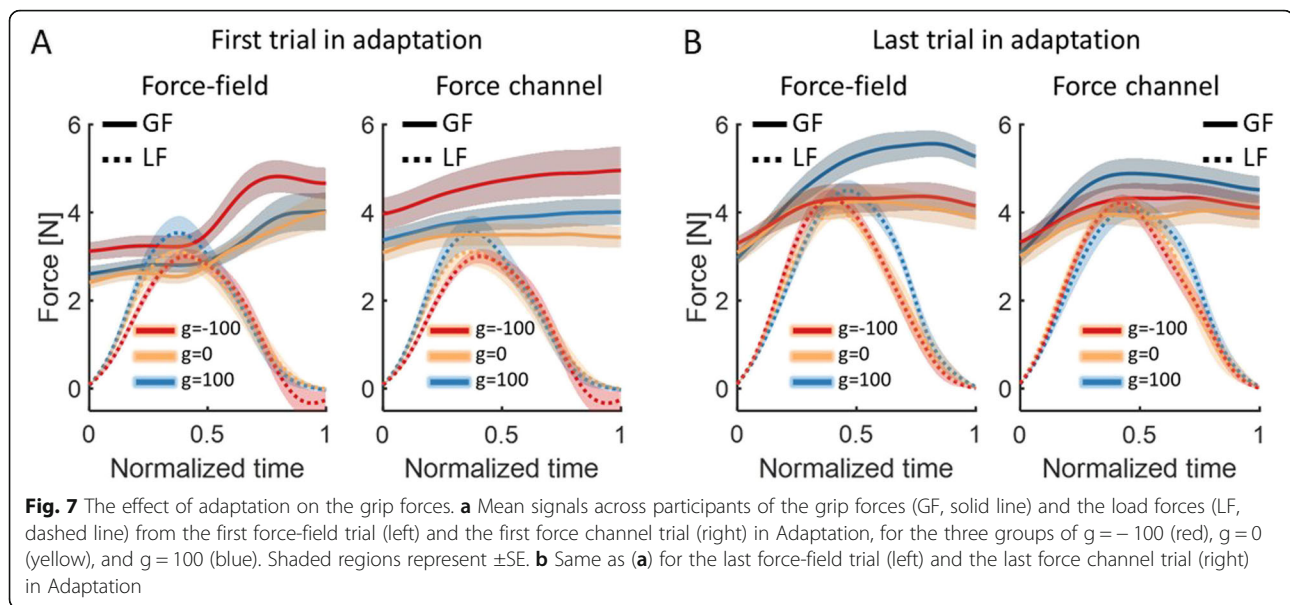 A
First trial in adaptation
Force-field
Force channel
6
4
2
0
Force [N]
GF
LF
g=-100
g=0
g=100
0
0.5
1
Normalized time
GF
LF
g=-100
g=0
g=100
0
0.5
1
Normalized time
B
Last trial in adaptation
Force-field
Force channel
6
4
2
0
Force [N]
GF
LF
g=-100
g=0
g=100
0
0.5
1
Normalized time
6
4
2
0
GF
LF
g=-100
g=0
g=100
0
0.5
1
Normalized time
Fig. 7 The effect of adaptation on the grip forces. a Mean signals across participants of the grip forces (GF, solid line) and the load forces (LF,
dashed line) from the first force-field trial (left) and the first force channel trial (right) in Adaptation, for the three groups of g = − 100 (red), g = 0
(yellow), and g = 100 (blue). Shaded regions represent ±SE. b Same as (a) for the last force-field trial (left) and the last force channel trial (right)
in Adaptation